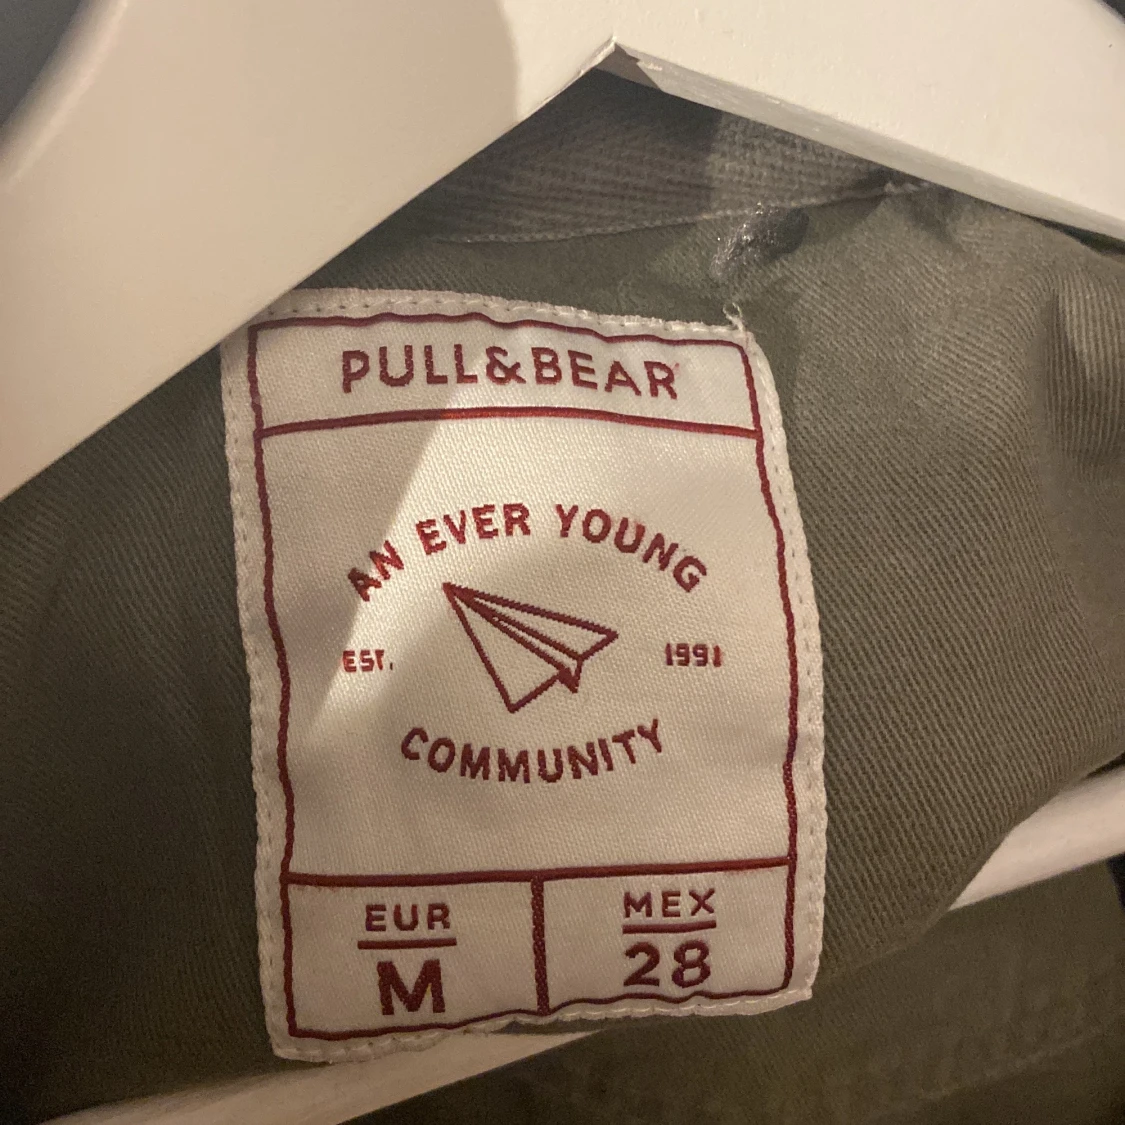 PULL&BEAR
AN EVER YOUNG
EST. 1991
COMMUNITY
EUR
M
MEX
28